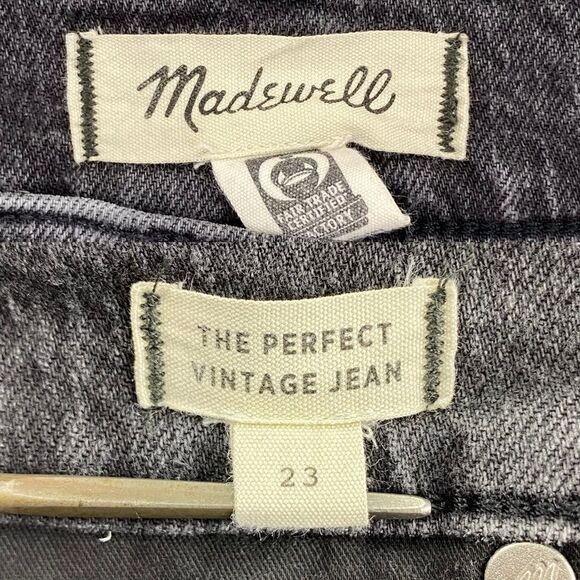 Madewell
FAIR TRADE
CERTIFIED
FACTORY
THE PERFECT
VINTAGE JEAN
23